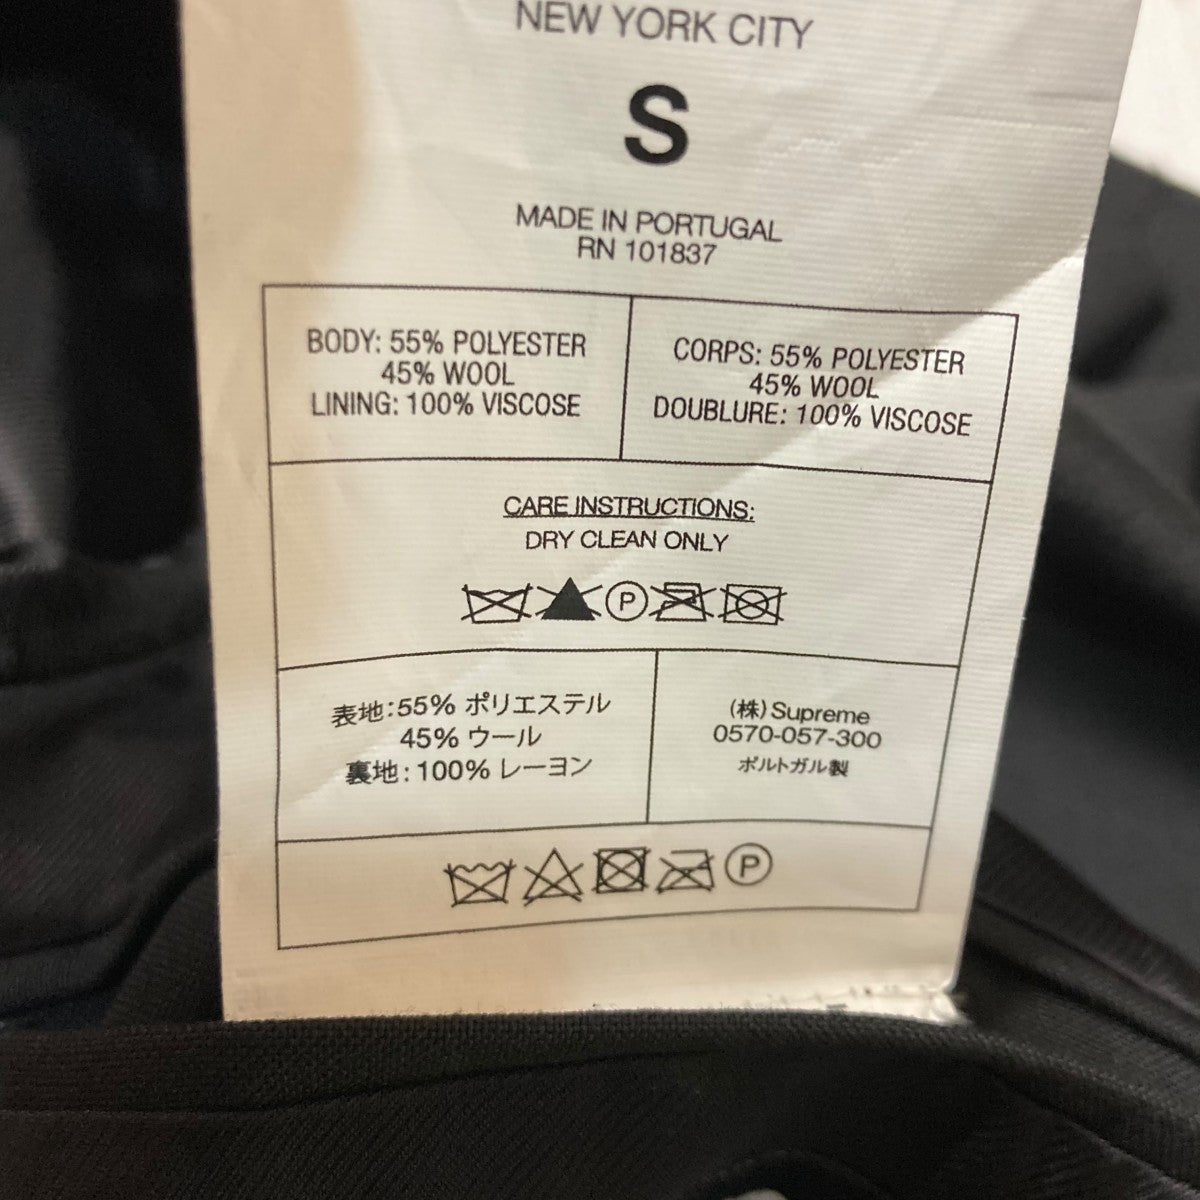 NEW YORK CITY
S
MADE IN PORTUGAL
RN 101837
BODY: 55% POLYESTER
45% WOOL
LINING: 100% VISCOSE
CORPS: 55% POLYESTER
45% WOOL
DOUBLURE: 100% VISCOSE
CARE INSTRUCTIONS:
DRY CLEAN ONLY
P
表地:55% ポリエステル
45% ウール
裏地:100% レーヨン
(株)Supreme
0570-057-300
ポルトガル製
P